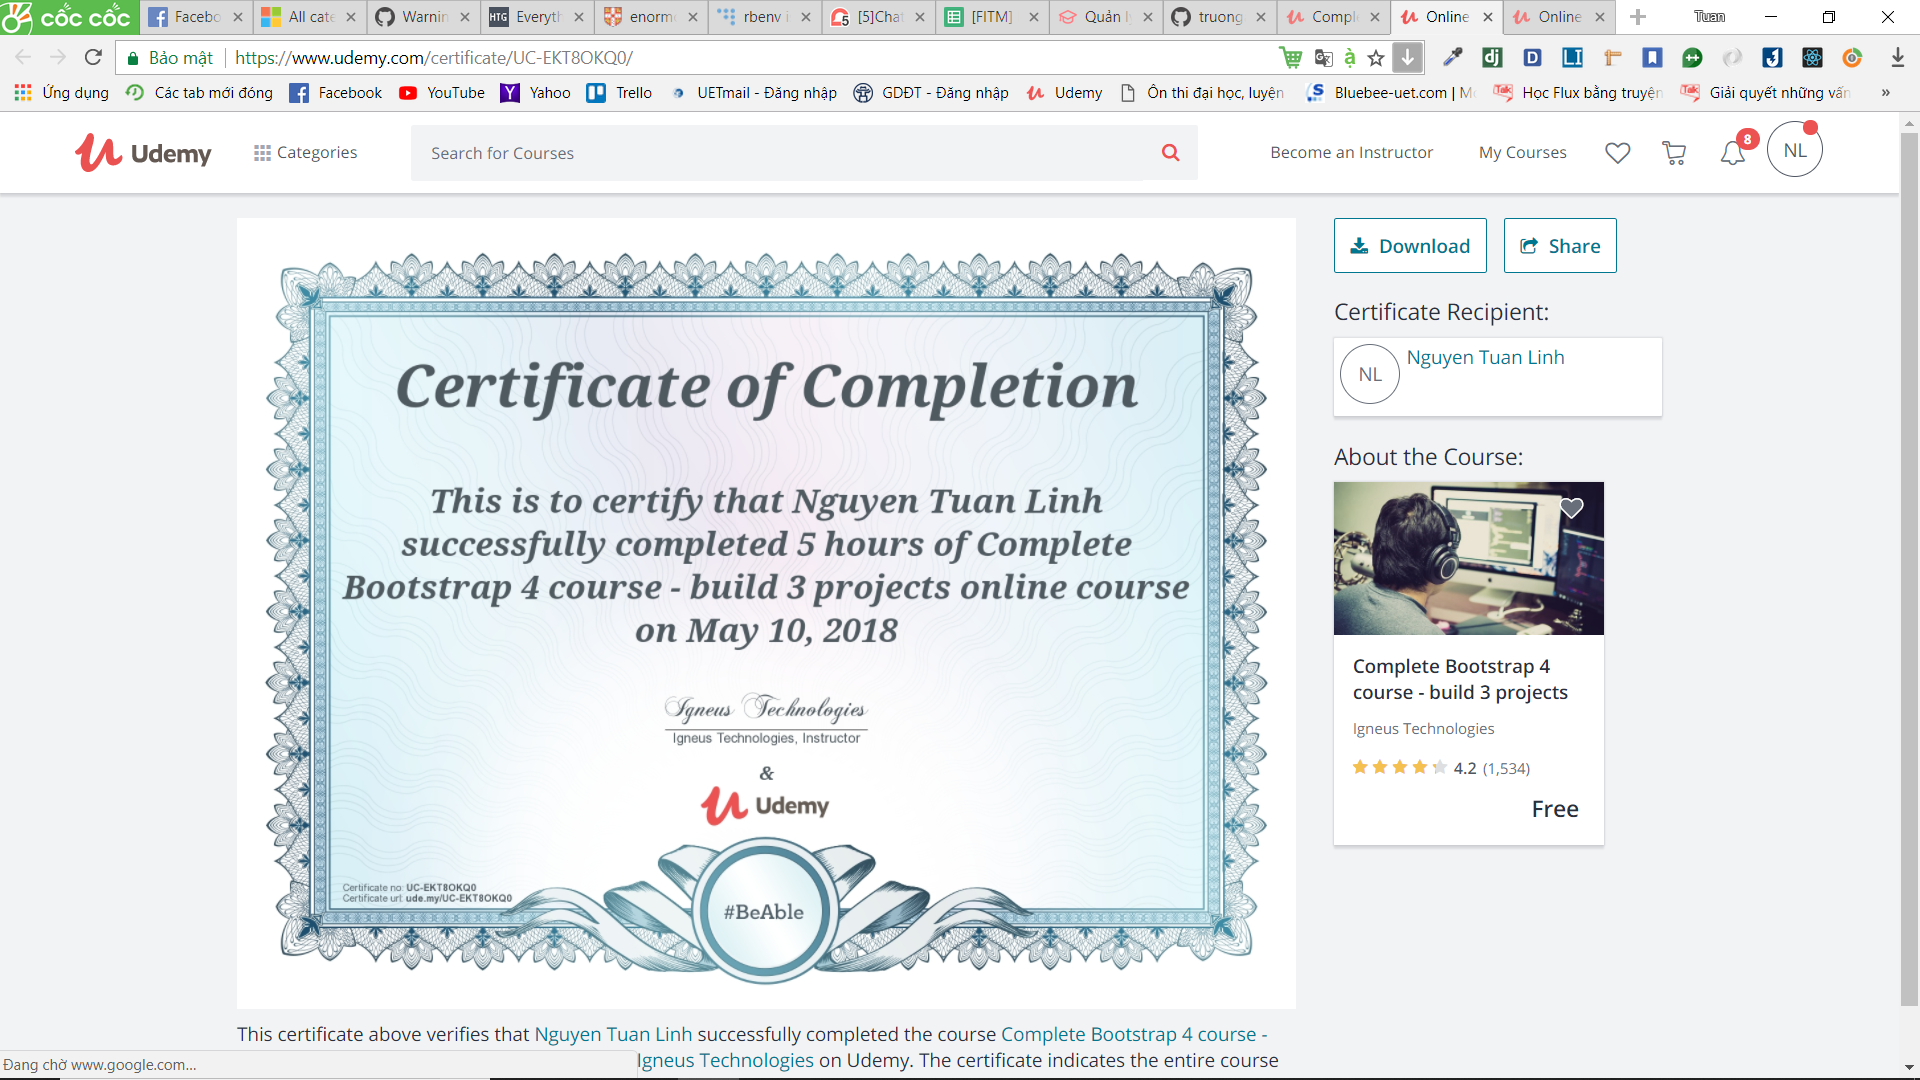 cốc cốc
Facebo
All cate
Warnin
HTG Everyth
enorm
rbenv i
[5]Chat
[FITM]
Quản l
truong
Compl
Online
Online
Tuan
Bảo mật
https://www.udemy.com/certificate/UC-EKT8OKQ0/
Ứng dụng
Các tab mới đóng
Facebook
YouTube
Yahoo
Trello
UETmail - Đăng nhập
GDĐT - Đăng nhập
Udemy
Ôn thi đại học, luyện
Bluebee-uet.com | Mc
Học Flux bằng truyện
Giải quyết những vấn
»
Udemy
Categories
Search for Courses
Become an Instructor
My Courses
8
NL
Certificate of Completion
This is to certify that Nguyen Tuan Linh
successfully completed 5 hours of Complete
Bootstrap 4 course - build 3 projects online course
on May 10, 2018
Igneus Technologies
Igneus Technologies, Instructor
&
Udemy
#BeAble
Certificate no: UC-EKT8OKQ0
Certificate url: ude.my/UC-EKT8OKQ0
Download
Share
Certificate Recipient:
NL
Nguyen Tuan Linh
About the Course:
Complete Bootstrap 4
course - build 3 projects
Igneus Technologies
4.2 (1,534)
Free
This certificate above verifies that Nguyen Tuan Linh successfully completed the course Complete Bootstrap 4 course -
Igneus Technologies on Udemy. The certificate indicates the entire course
Đang chờ www.google.com...